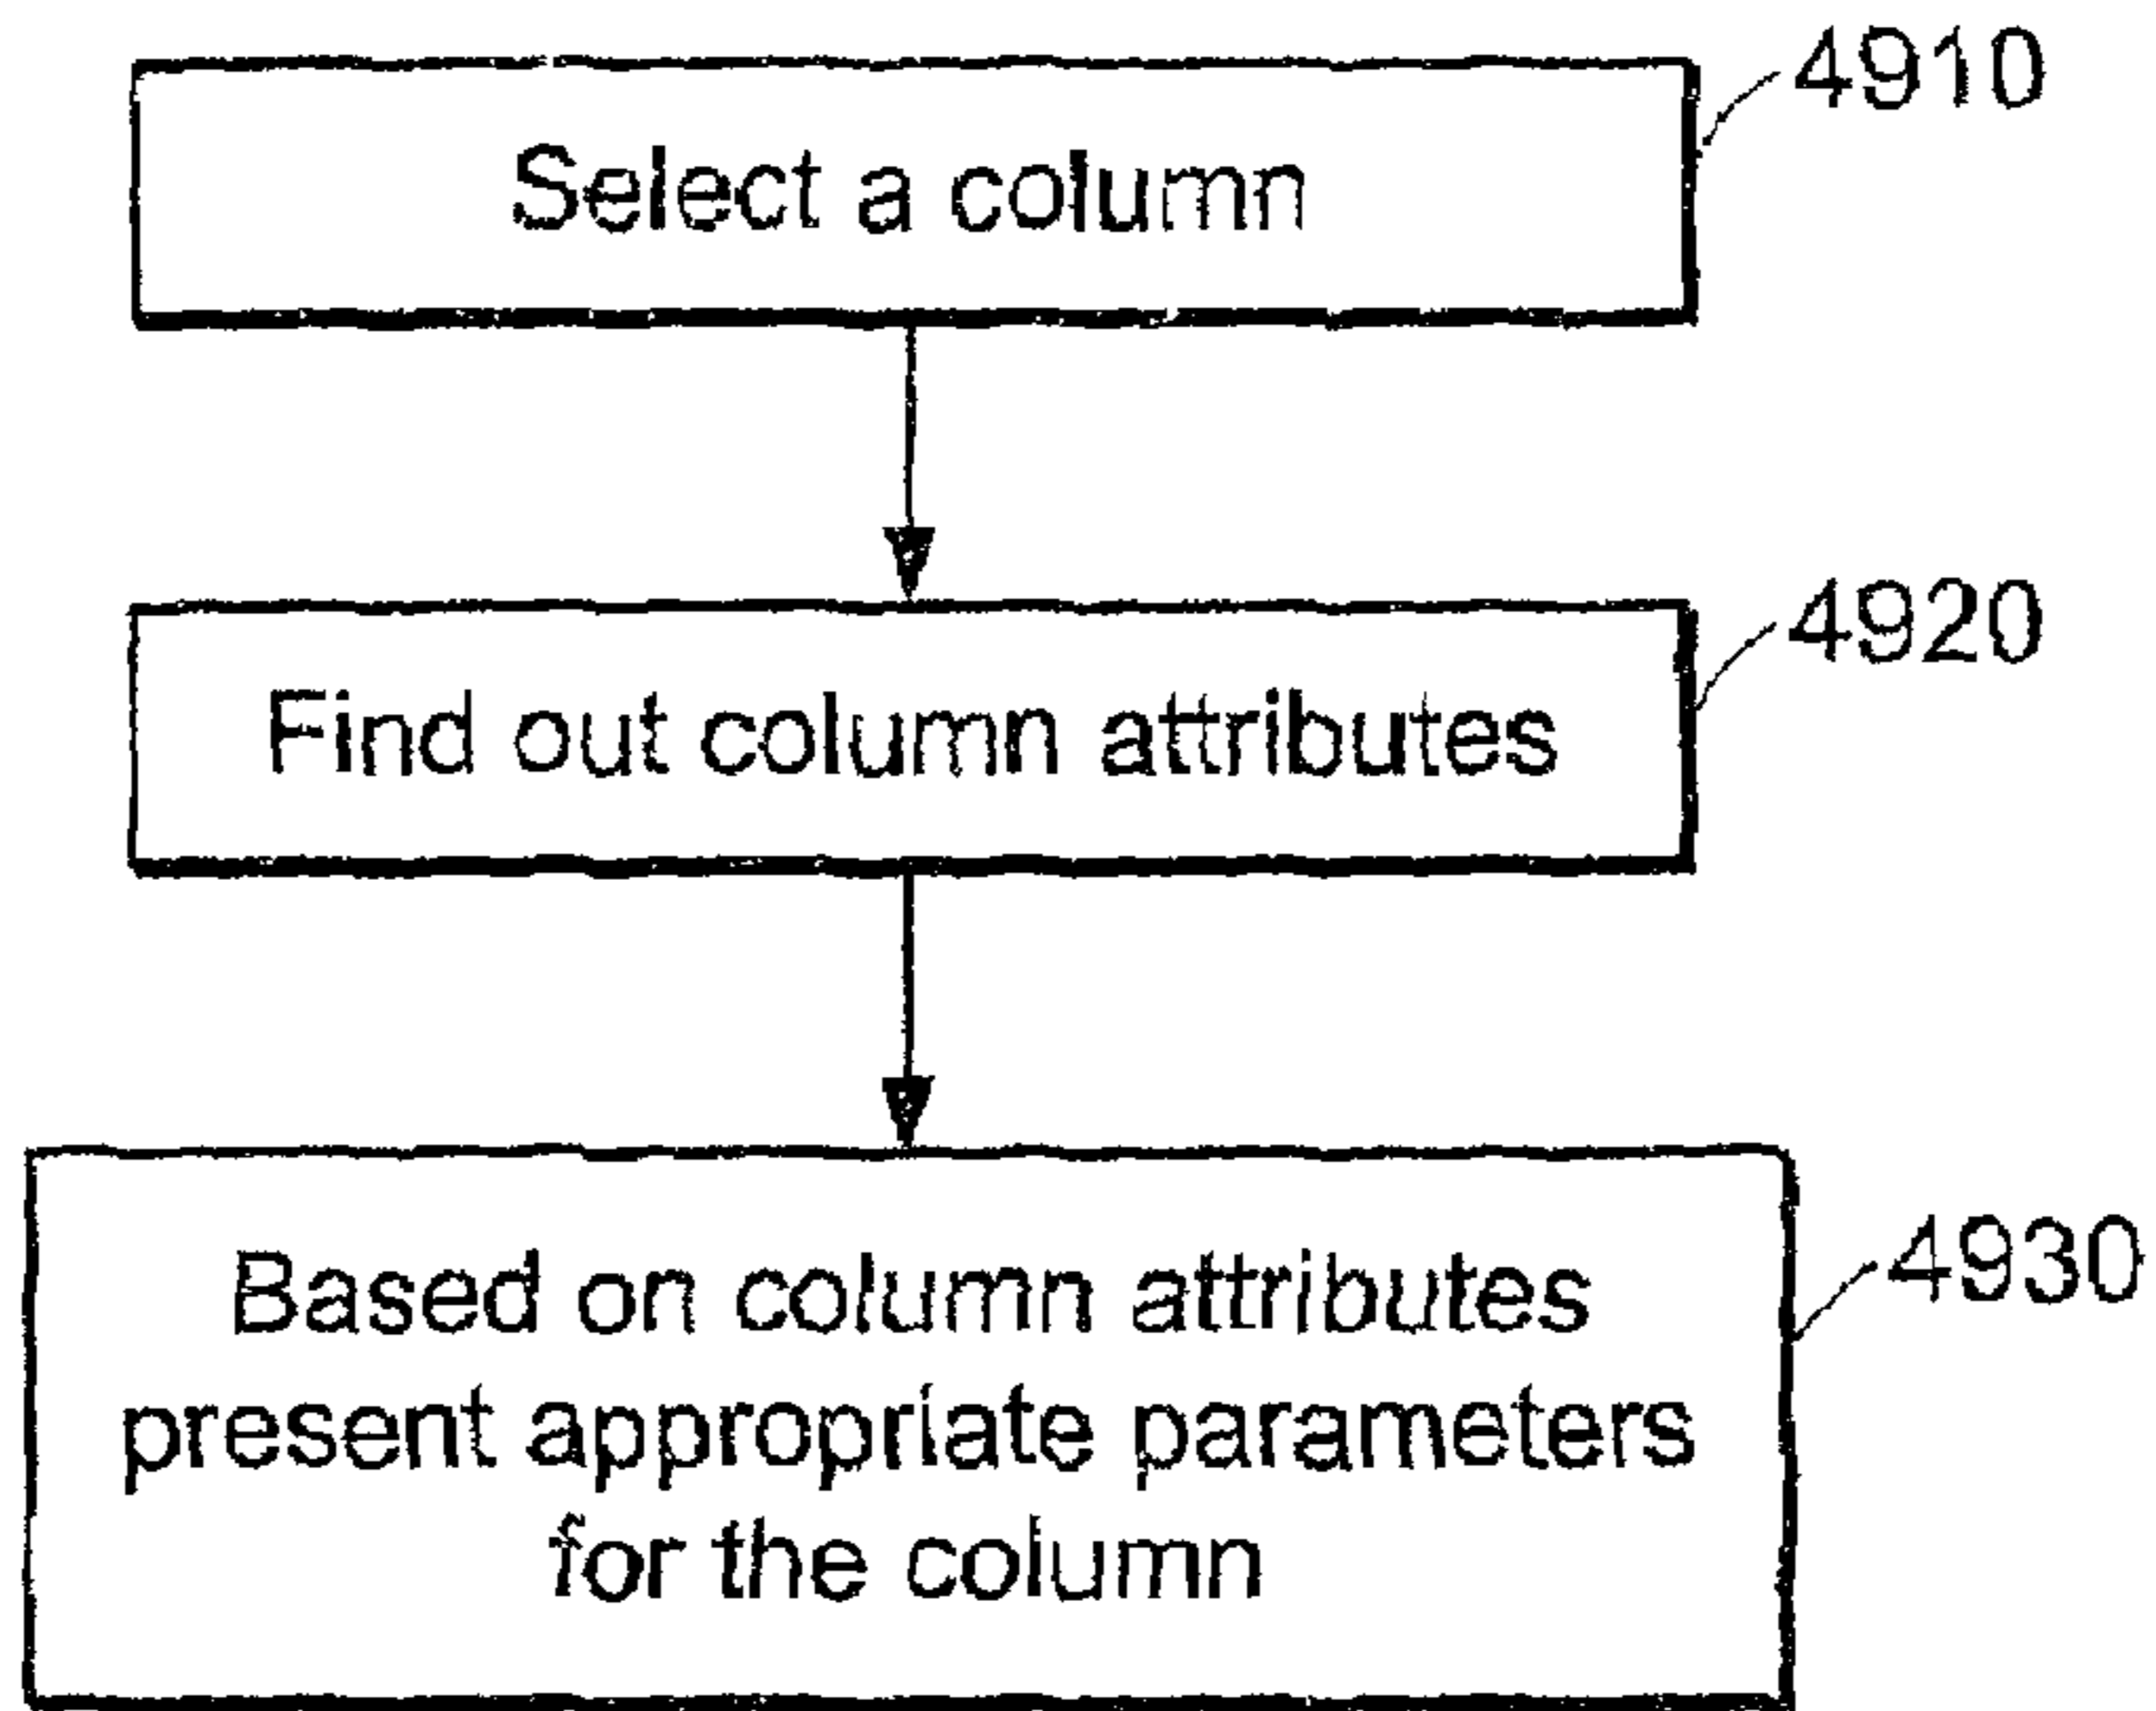 4910
Select a column
4920
Find out column attributes
4930
Based on column attributes
present appropriate parameters
for the column